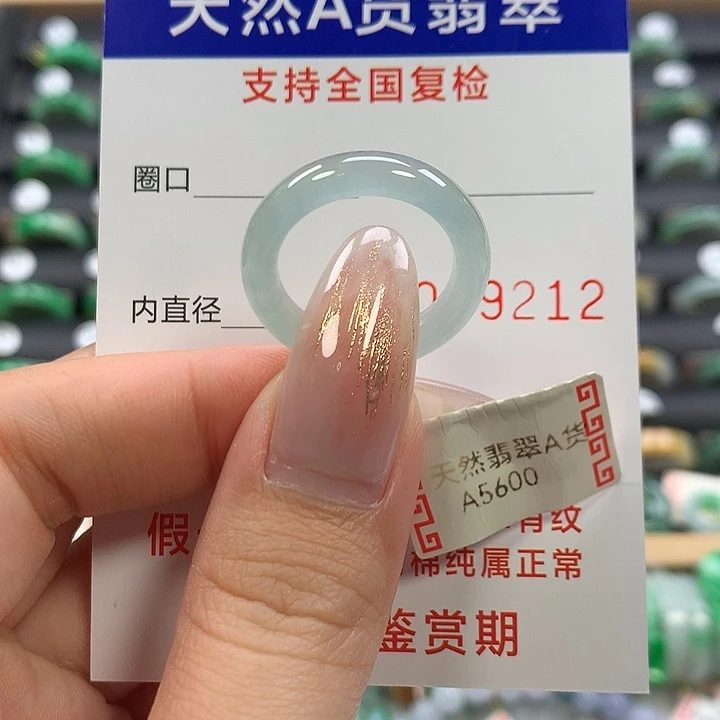 天然A货翡翠
支持全国复检
圈口
内直径
9212
天然翡翠A货
A5600
假
有纹
棉纯属正常
鉴赏期